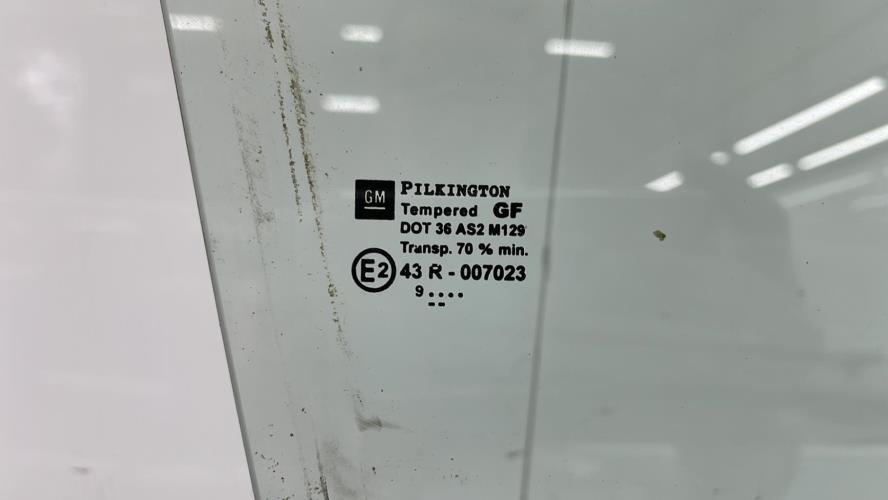 GM PILKINGTON
Tempered GF
DOT 36 AS2 M129
Transp. 70 % min.
E2 43 R - 007023
9 ....
--